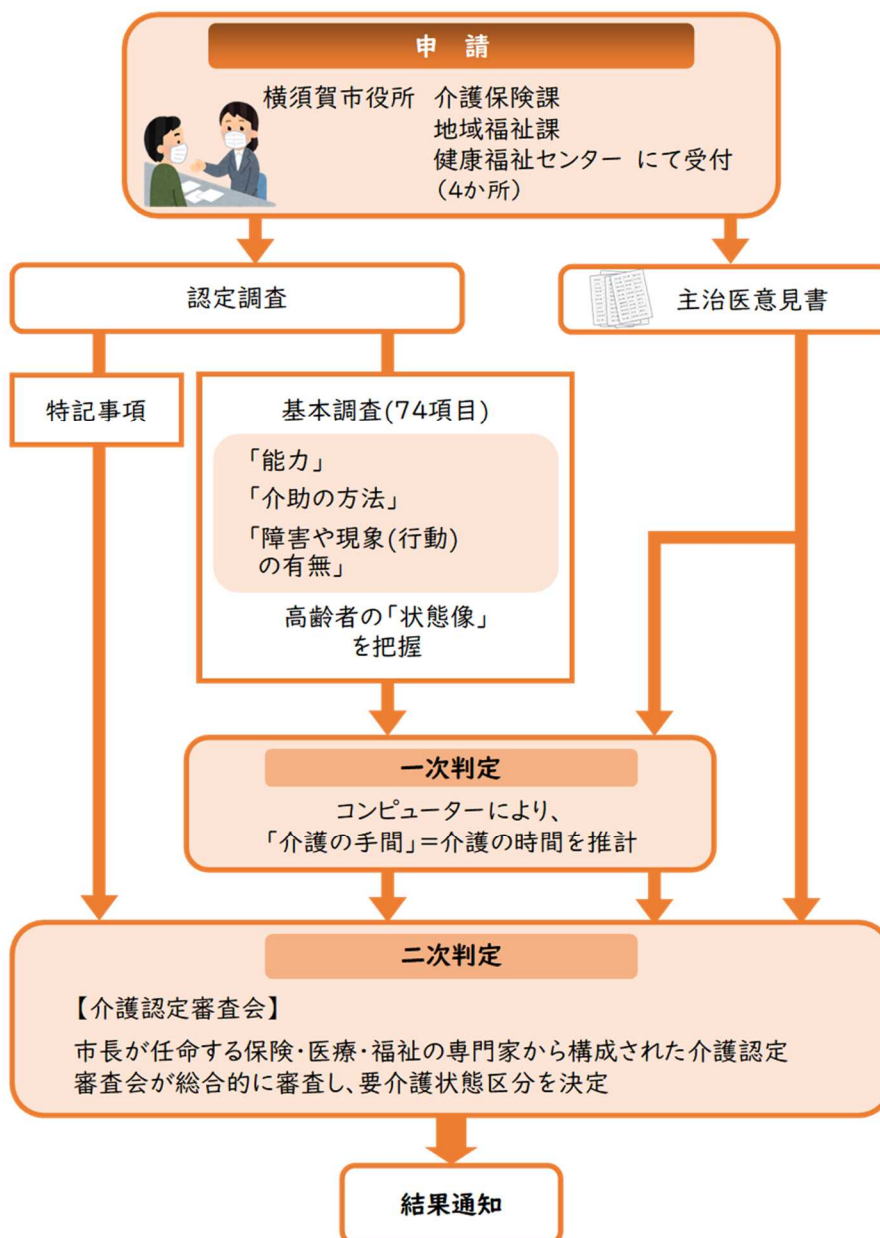 申 請
横須賀市役所 介護保険課
地域福祉課
健康福祉センター にて受付
(4か所)
認定調査
主治医意見書
特記事項
基本調査(74項目)
「能力」
「介助の方法」
「障害や現象(行動)
の有無」
高齢者の「状態像」
を把握
一次判定
コンピューターにより、
「介護の手間」=介護の時間を推計
二次判定
【介護認定審査会】
市長が任命する保険・医療・福祉の専門家から構成された介護認定
審査会が総合的に審査し、要介護状態区分を決定
結果通知